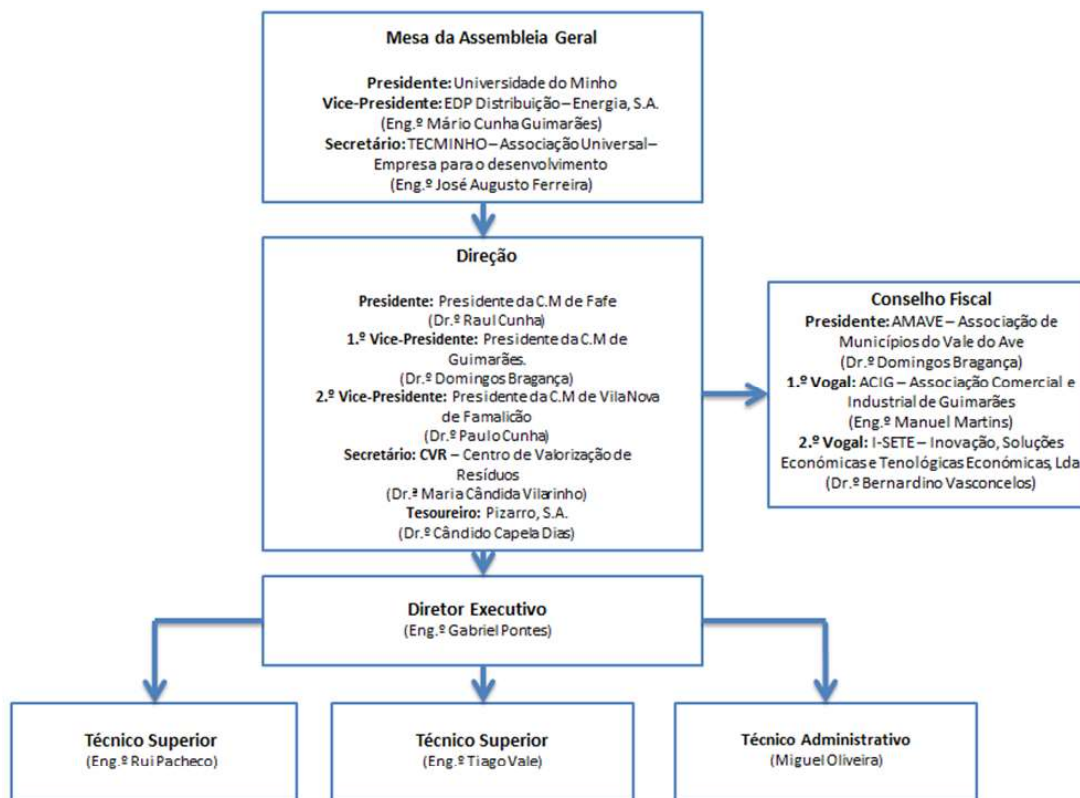 Mesa da Assembleia Geral
Presidente: Universidade do Minho
Vice-Presidente: EDP Distribuição – Energia, S.A.
(Eng.º Mário Cunha Guimarães)
Secretário: TECMINHO – Associação Universal –
Empresa para o desenvolvimento
(Eng.º José Augusto Ferreira)
Direção
Presidente: Presidente da C.M de Fafe
(Dr.º Raul Cunha)
1.º Vice-Presidente: Presidente da C.M de
Guimarães.
(Dr.º Domingos Bragança)
2.º Vice-Presidente: Presidente da C.M de Vila Nova
de Famalicão
(Dr.º Paulo Cunha)
Secretário: CVR – Centro de Valorização de
Resíduos
(Dr.ª Maria Cândida Vilarinho)
Tesoureiro: Pizarro, S.A.
(Dr.º Cândido Capela Dias)
Conselho Fiscal
Presidente: AMAVE – Associação de
Municípios do Vale do Ave
(Dr.º Domingos Bragança)
1.º Vogal: ACIG – Associação Comercial e
Industrial de Guimarães
(Eng.º Manuel Martins)
2.º Vogal: I-SETE – Inovação, Soluções
Económicas e Tenológicas Económicas, Lda
(Dr.º Bernardino Vasconcelos)
Diretor Executivo
(Eng.º Gabriel Pontes)
Técnico Superior
(Eng.º Rui Pacheco)
Técnico Superior
(Eng.º Tiago Vale)
Técnico Administrativo
(Miguel Oliveira)